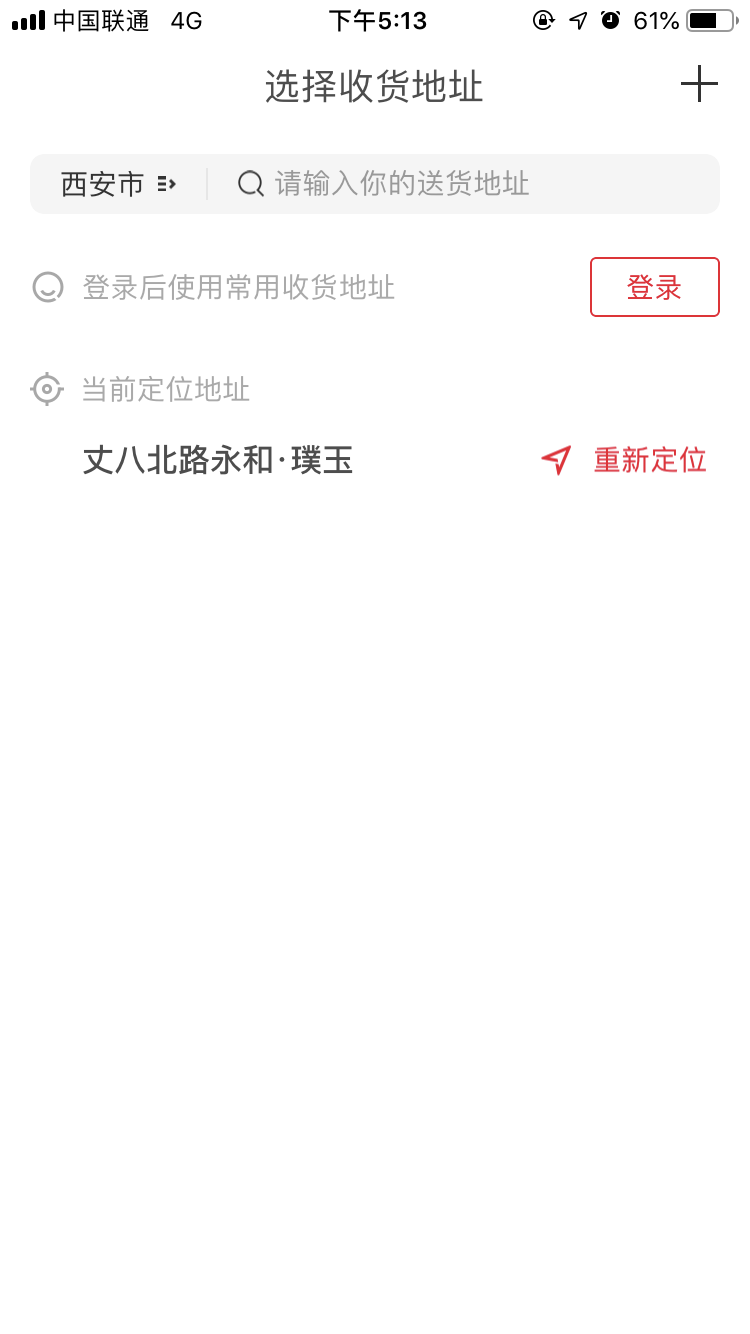 中国联通 4G 下午5:13 61%
选择收货地址
西安市 请输入你的送货地址
登录后使用常用收货地址 登录
当前定位地址
丈八北路永和·璞玉 重新定位